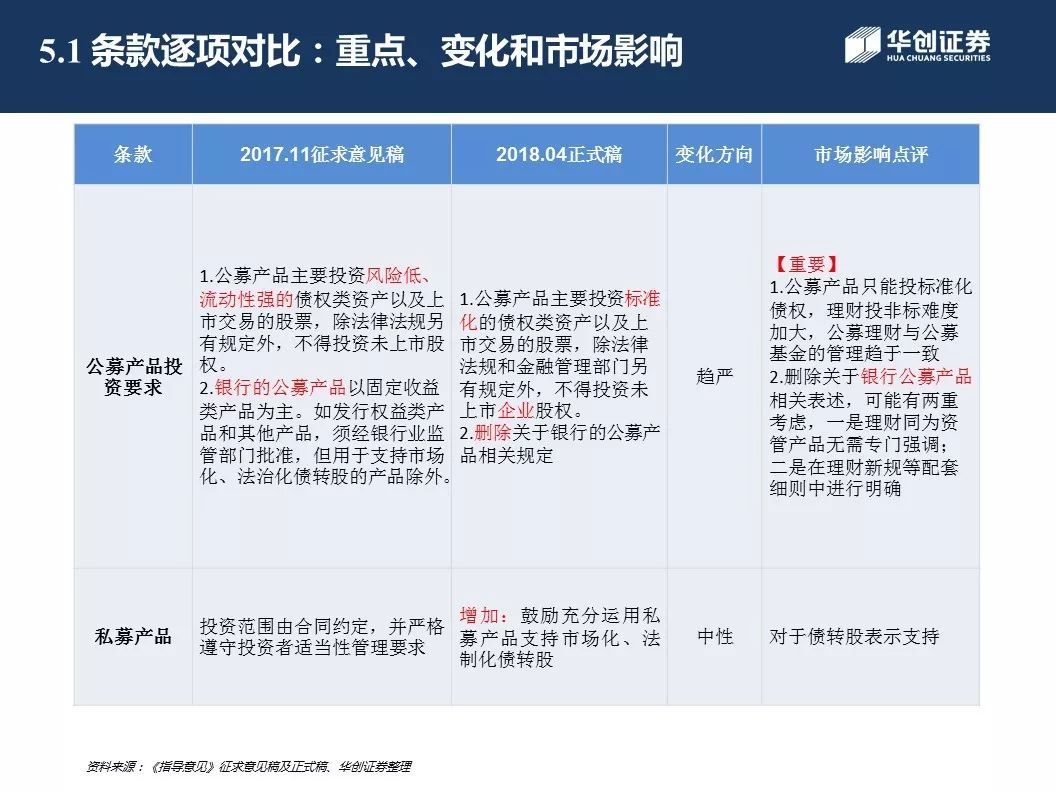 5.1 条款逐项对比：重点、变化和市场影响
华创证券
HUA CHUANG SECURITIES
条款
2017.11征求意见稿
2018.04正式稿
变化方向
市场影响点评
公募产品投
资要求
1.公募产品主要投资风险低、
流动性强的债权类资产以及上
市交易的股票，除法律法规另
有规定外，不得投资未上市股
权。
2.银行的公募产品以固定收益
类产品为主。如发行权益类产
品和其他产品，须经银行业监
管部门批准，但用于支持市场
化、法治化债转股的产品除外。
1.公募产品主要投资标准
化的债权类资产以及上
市交易的股票，除法律
法规和金融管理部门另
有规定外，不得投资未
上市企业股权。
2.删除关于银行的公募产
品相关规定
趋严
【重要】
1.公募产品只能投标准化
债权，理财投非标难度
加大，公募理财与公募
基金的管理趋于一致
2.删除关于银行公募产品
相关表述，可能有两重
考虑，一是理财同为资
管产品无需专门强调；
二是在理财新规等配套
细则中进行明确
私募产品
投资范围由合同约定，并严格
遵守投资者适当性管理要求
增加：鼓励充分运用私
募产品支持市场化、法
制化债转股
中性
对于债转股表示支持
资料来源：《指导意见》征求意见稿及正式稿、华创证券整理